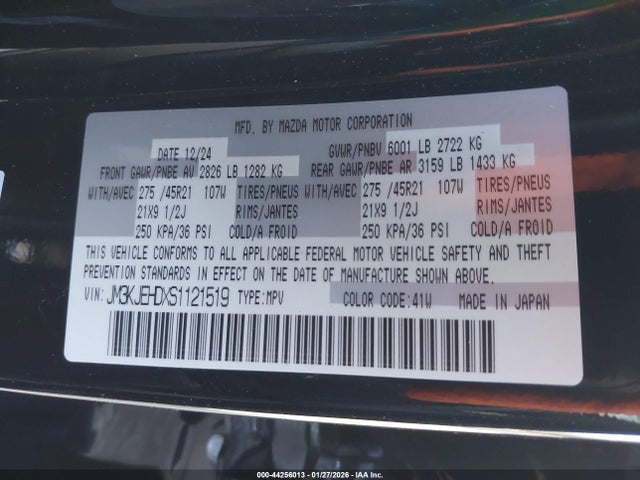 MFD. BY MAZDA MOTOR CORPORATION
DATE 12/24 GVWR/PNBV 6001 LB 2722 KG
FRONT GAWR/PNBE AV 2826 LB 1282 KG REAR GAWR/PNBE AR 3159 LB 1433 KG
WITH/AVEC 275 /45R21 107W TIRES/PNEUS WITH/AVEC 275 /45R21 107W TIRES/PNEUS
21X9 1/2J RIMS/JANTES 21X9 1/2J RIMS/JANTES
250 KPA/36 PSI COLD/A FROID 250 KPA/36 PSI COLD/A FROID
THIS VEHICLE CONFORMS TO ALL APPLICABLE FEDERAL MOTOR VEHICLE SAFETY AND THEFT
PREVENTION STANDARDS IN EFFECT ON THE DATE OF MANUFACTURE SHOWN ABOVE.
VIN: JM3KJEHDXS1121519 TYPE:MPV COLOR CODE:41W MADE IN JAPAN
000-44256013 - 01/27/2026 - IAA Inc.